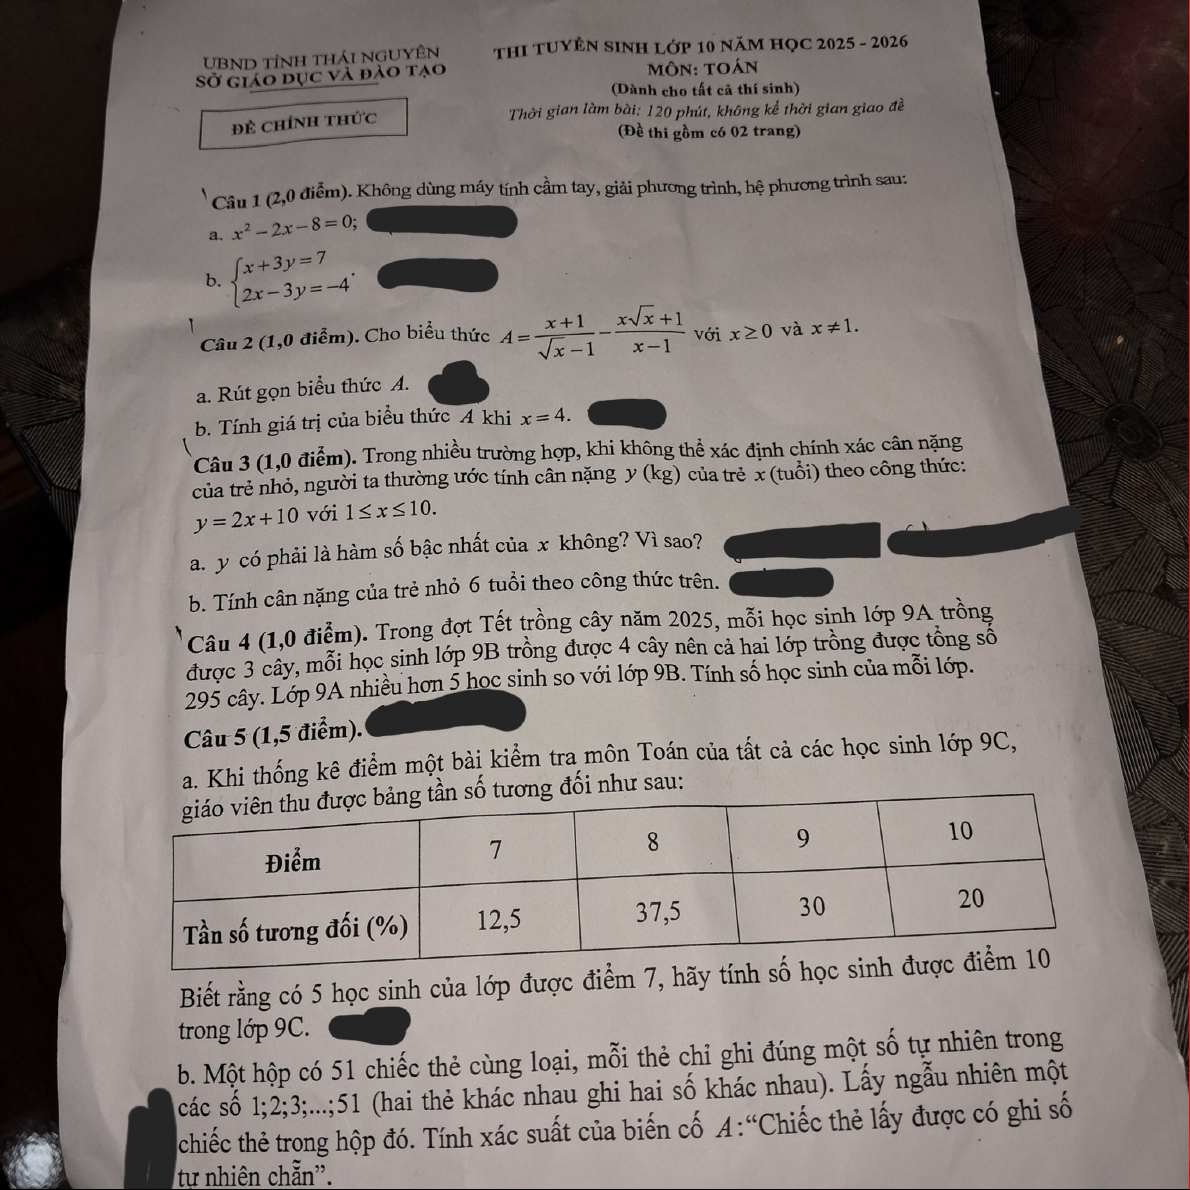 UBND TỈNH THÁI NGUYÊN
SỞ GIÁO DỤC VÀ ĐÀO TẠO
ĐỀ CHÍNH THỨC
THI TUYỂN SINH LỚP 10 NĂM HỌC 2025 - 2026
MÔN: TOÁN
(Dành cho tất cả thí sinh)
Thời gian làm bài: 120 phút, không kể thời gian giao đề
(Đề thi gồm có 02 trang)
Câu 1 (2,0 điểm). Không dùng máy tính cầm tay, giải phương trình, hệ phương trình sau:
a. x² – 2x – 8 = 0;
b. {x + 3y = 7
2x – 3y = –4.
Câu 2 (1,0 điểm). Cho biểu thức A = (x+1)/(√x – 1) – (x√x + 1)/(x – 1) với x ≥ 0 và x ≠ 1.
a. Rút gọn biểu thức A.
b. Tính giá trị của biểu thức A khi x = 4.
Câu 3 (1,0 điểm). Trong nhiều trường hợp, khi không thể xác định chính xác cân nặng
của trẻ nhỏ, người ta thường ước tính cân nặng y (kg) của trẻ x (tuổi) theo công thức:
y = 2x + 10 với 1 ≤ x ≤ 10.
a. y có phải là hàm số bậc nhất của x không? Vì sao?
b. Tính cân nặng của trẻ nhỏ 6 tuổi theo công thức trên.
Câu 4 (1,0 điểm). Trong đợt Tết trồng cây năm 2025, mỗi học sinh lớp 9A trồng
được 3 cây, mỗi học sinh lớp 9B trồng được 4 cây nên cả hai lớp trồng được tổng số
295 cây. Lớp 9A nhiều hơn 5 học sinh so với lớp 9B. Tính số học sinh của mỗi lớp.
Câu 5 (1,5 điểm).
a. Khi thống kê điểm một bài kiểm tra môn Toán của tất cả các học sinh lớp 9C,
giáo viên thu được bảng tần số tương đối như sau:
Điểm 7 8 9 10
Tần số tương đối (%) 12,5 37,5 30 20
Biết rằng có 5 học sinh của lớp được điểm 7, hãy tính số học sinh được điểm 10
trong lớp 9C.
b. Một hộp có 51 chiếc thẻ cùng loại, mỗi thẻ chỉ ghi đúng một số tự nhiên trong
các số 1;2;3;...;51 (hai thẻ khác nhau ghi hai số khác nhau). Lấy ngẫu nhiên một
chiếc thẻ trong hộp đó. Tính xác suất của biến cố A:“Chiếc thẻ lấy được có ghi số
tự nhiên chẵn”.